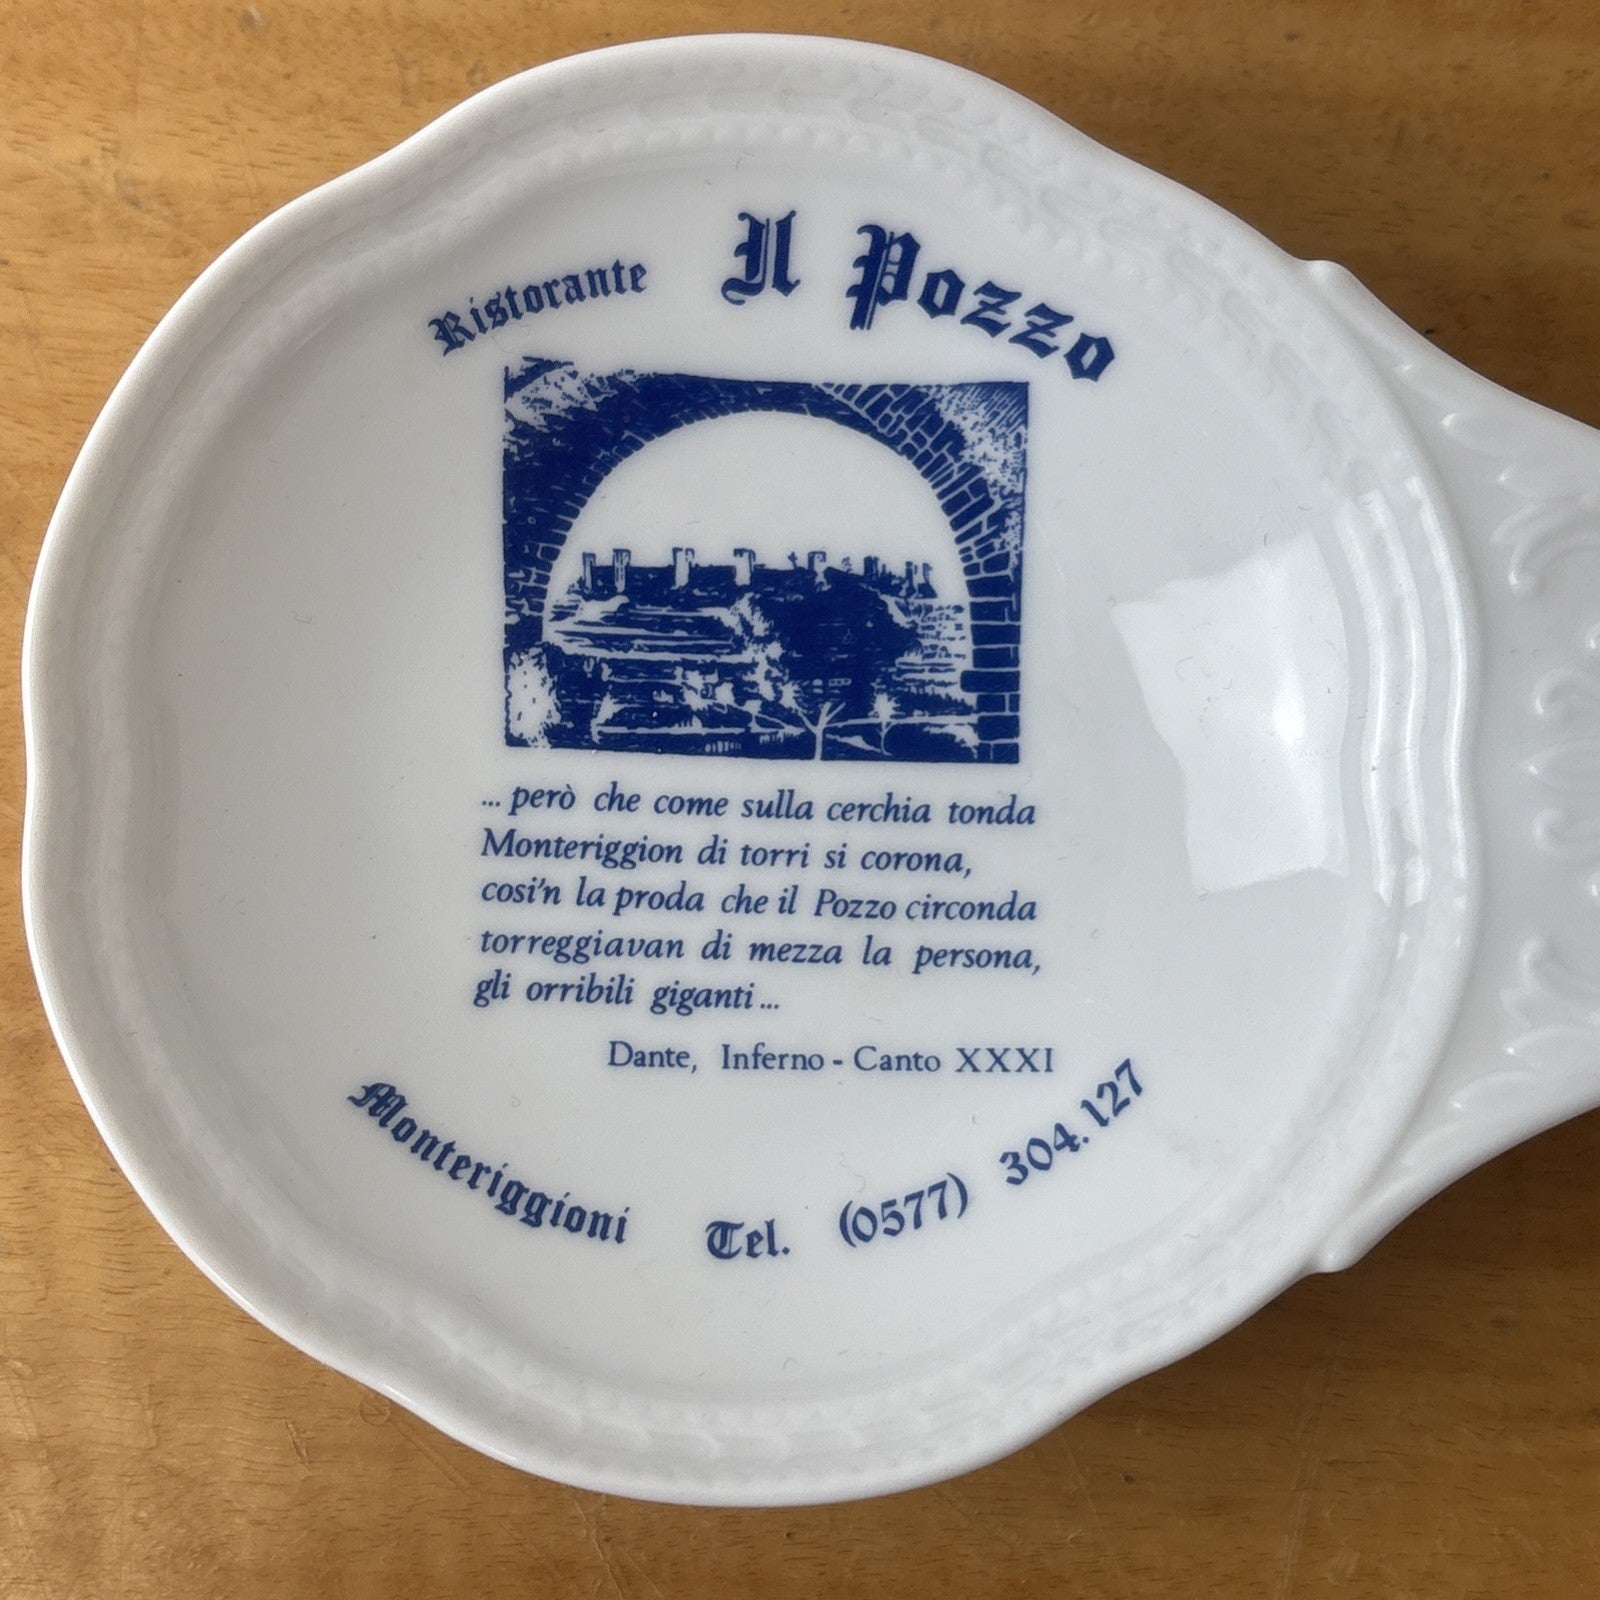 Ristorante Il Pozzo
... però che come sulla cerchia tonda
Monteriggion di torri si corona,
cosi'n la proda che il Pozzo circonda
torreggiavan di mezza la persona,
gli orribili giganti ...
Dante, Inferno - Canto XXXI
Monteriggioni Tel. (0577) 304.127